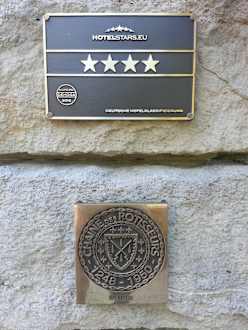 HOTELSTARS.EU
DEUTSCHE HOTELKLASSIFIZIERUNG
CHAINE DES ROTISSEURS
1248 - 1950